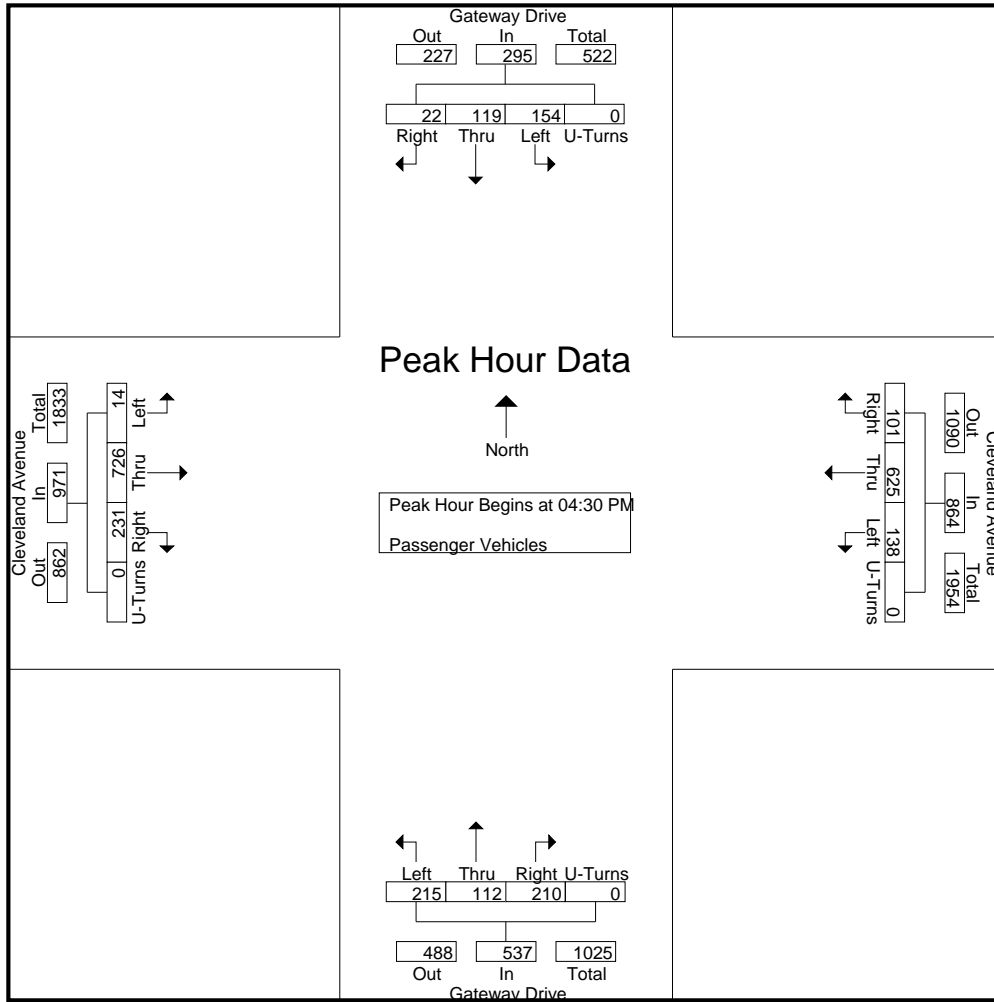 Gateway Drive
Out In Total
227 295 522
22 119 154 0
Right Thru Left U-Turns
Peak Hour Data
North
Peak Hour Begins at 04:30 PM
Passenger Vehicles
Cleveland Avenue
Total In Out
1833 971 862
14 726 231 0
Left Thru Right U-Turns
Cleveland Avenue
Out In Total
1090 864 1954
101 625 138 0
Right Thru Left U-Turns
Left Thru Right U-Turns
215 112 210 0
488 537 1025
Out In Total
Gateway Drive